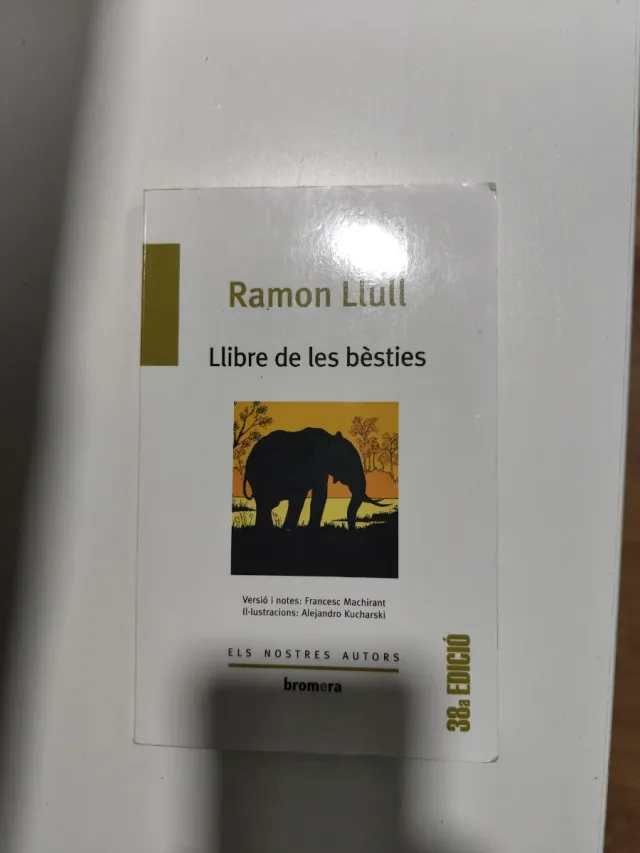 Ramon Llull
Llibre de les bèsties
Versió i notes: Francesc Machirant
Il·lustracions: Alejandro Kucharski
ELS NOSTRES AUTORS
bromera
38a EDICIÓ